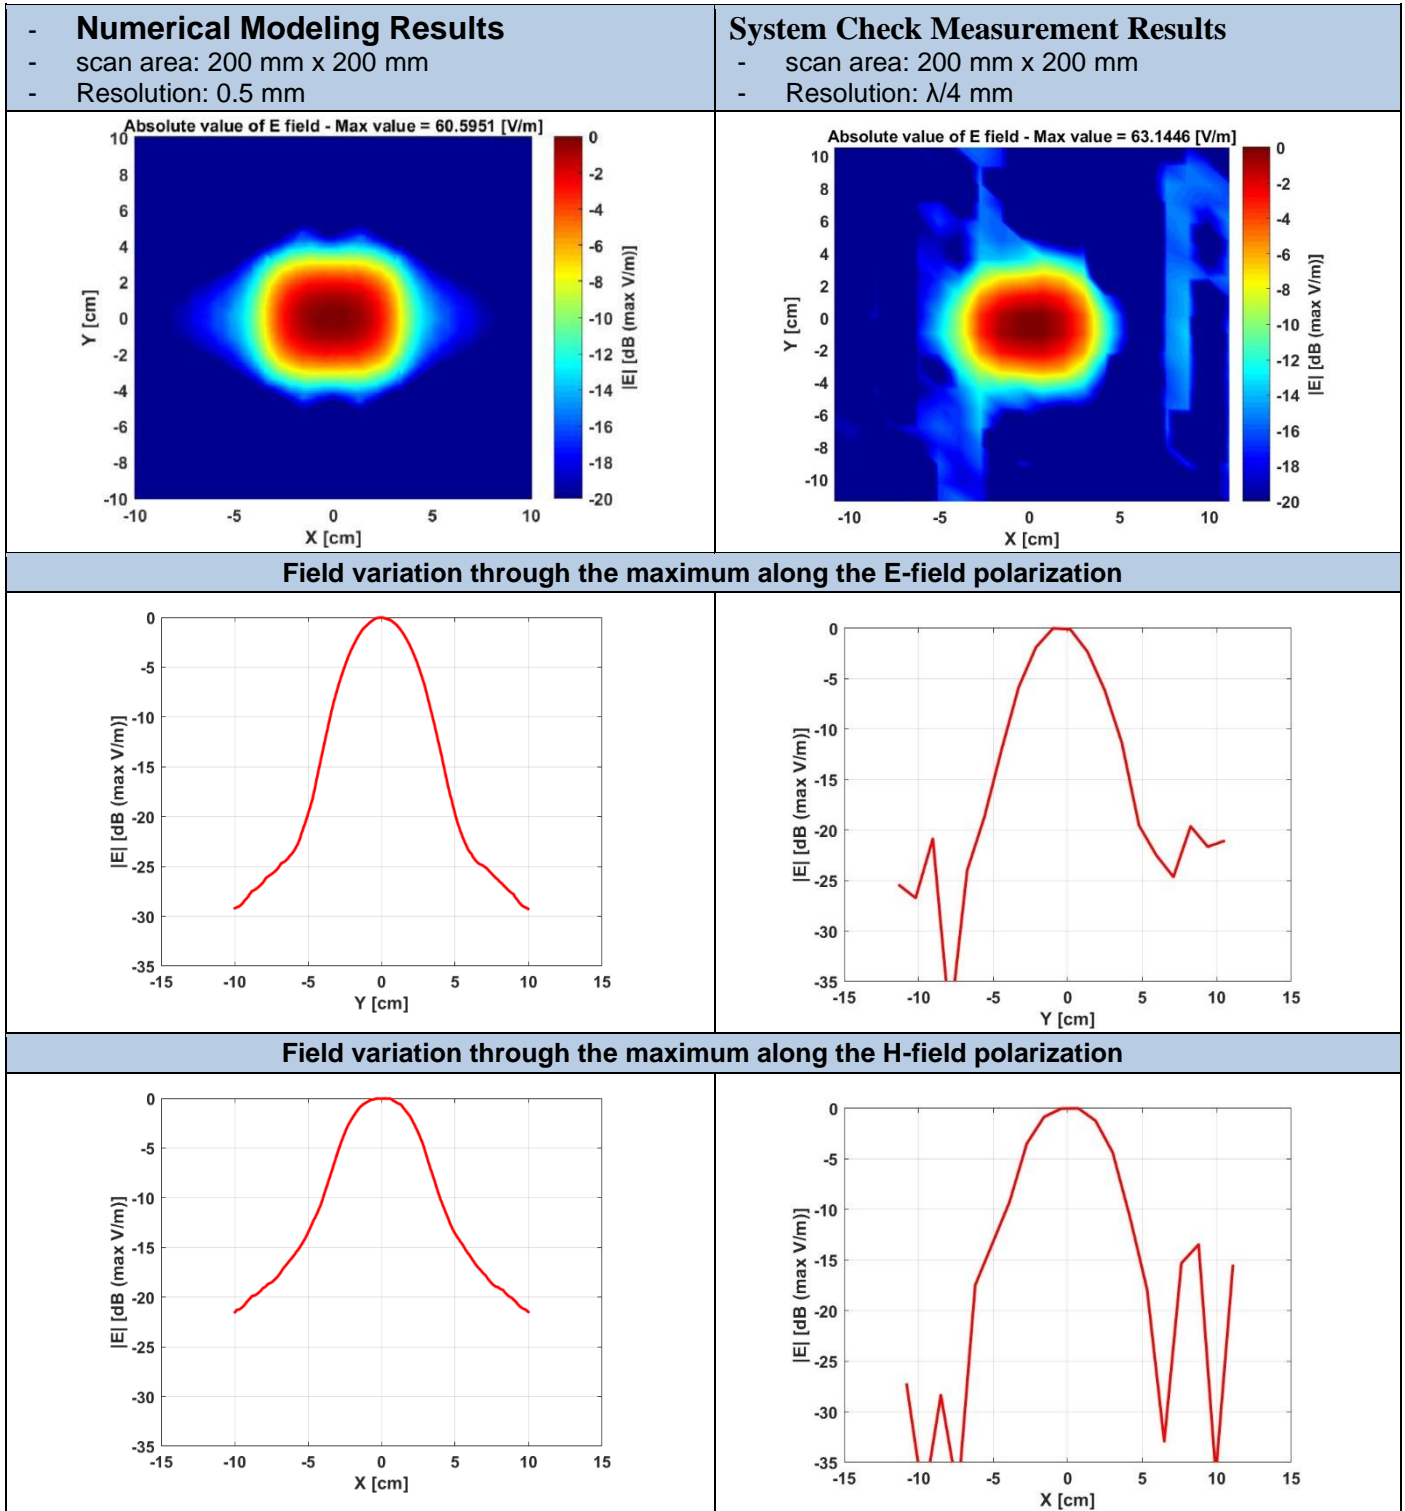 - Numerical Modeling Results
- scan area: 200 mm x 200 mm
- Resolution: 0.5 mm
System Check Measurement Results
- scan area: 200 mm x 200 mm
- Resolution: λ/4 mm
Absolute value of E field - Max value = 60.5951 [V/m]
10
8
6
4
2
0
-2
-4
-6
-8
-10
Y [cm]
-10 -5 0 5 10
X [cm]
0
-2
-4
-6
-8
-10
-12
-14
-16
-18
-20
|E| [dB (max V/m)]
Absolute value of E field - Max value = 63.1446 [V/m]
10
8
6
4
2
0
-2
-4
-6
-8
-10
Y [cm]
-10 -5 0 5 10
X [cm]
0
-2
-4
-6
-8
-10
-12
-14
-16
-18
-20
|E| [dB (max V/m)]
Field variation through the maximum along the E-field polarization
0
-5
-10
-15
-20
-25
-30
-35
|E| [dB (max V/m)]
-15 -10 -5 0 5 10 15
Y [cm]
0
-5
-10
-15
-20
-25
-30
-35
|E| [dB (max V/m)]
-15 -10 -5 0 5 10 15
Y [cm]
Field variation through the maximum along the H-field polarization
0
-5
-10
-15
-20
-25
-30
-35
|E| [dB (max V/m)]
-15 -10 -5 0 5 10 15
X [cm]
0
-5
-10
-15
-20
-25
-30
-35
|E| [dB (max V/m)]
-15 -10 -5 0 5 10 15
X [cm]